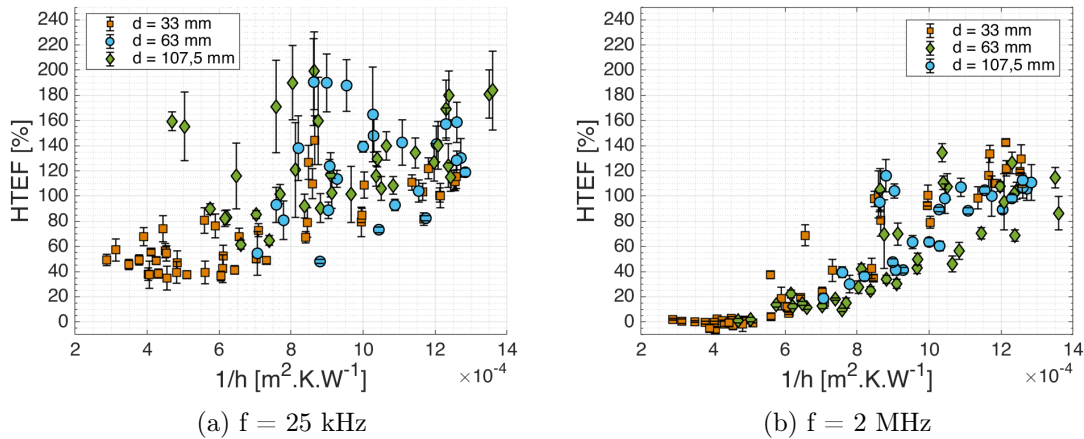 d = 33 mm
d = 63 mm
d = 107,5 mm
HTEF [%]
240
220
200
180
160
140
120
100
80
60
40
20
0
2 4 6 8 10 12 14
×10⁻⁴
1/h [m².K.W⁻¹]
(a) f = 25 kHz
d = 33 mm
d = 63 mm
d = 107,5 mm
HTEF [%]
240
220
200
180
160
140
120
100
80
60
40
20
0
2 4 6 8 10 12 14
×10⁻⁴
1/h [m².K.W⁻¹]
(b) f = 2 MHz